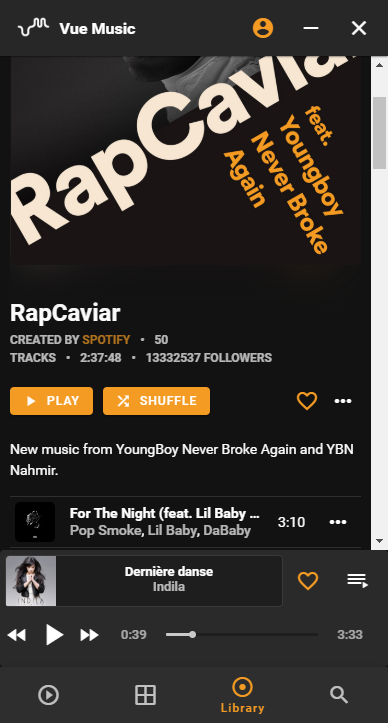 Vue Music
RapCaviar
feat.
Youngboy
Never Broke
Again
RapCaviar
CREATED BY SPOTIFY • 50
TRACKS • 2:37:48 • 13332537 FOLLOWERS
PLAY
SHUFFLE
New music from YoungBoy Never Broke Again and YBN
Nahmir.
For The Night (feat. Lil Baby ...
Pop Smoke, Lil Baby, DaBaby
3:10
INDILA
Dernière danse
Indila
0:39
3:33
Library